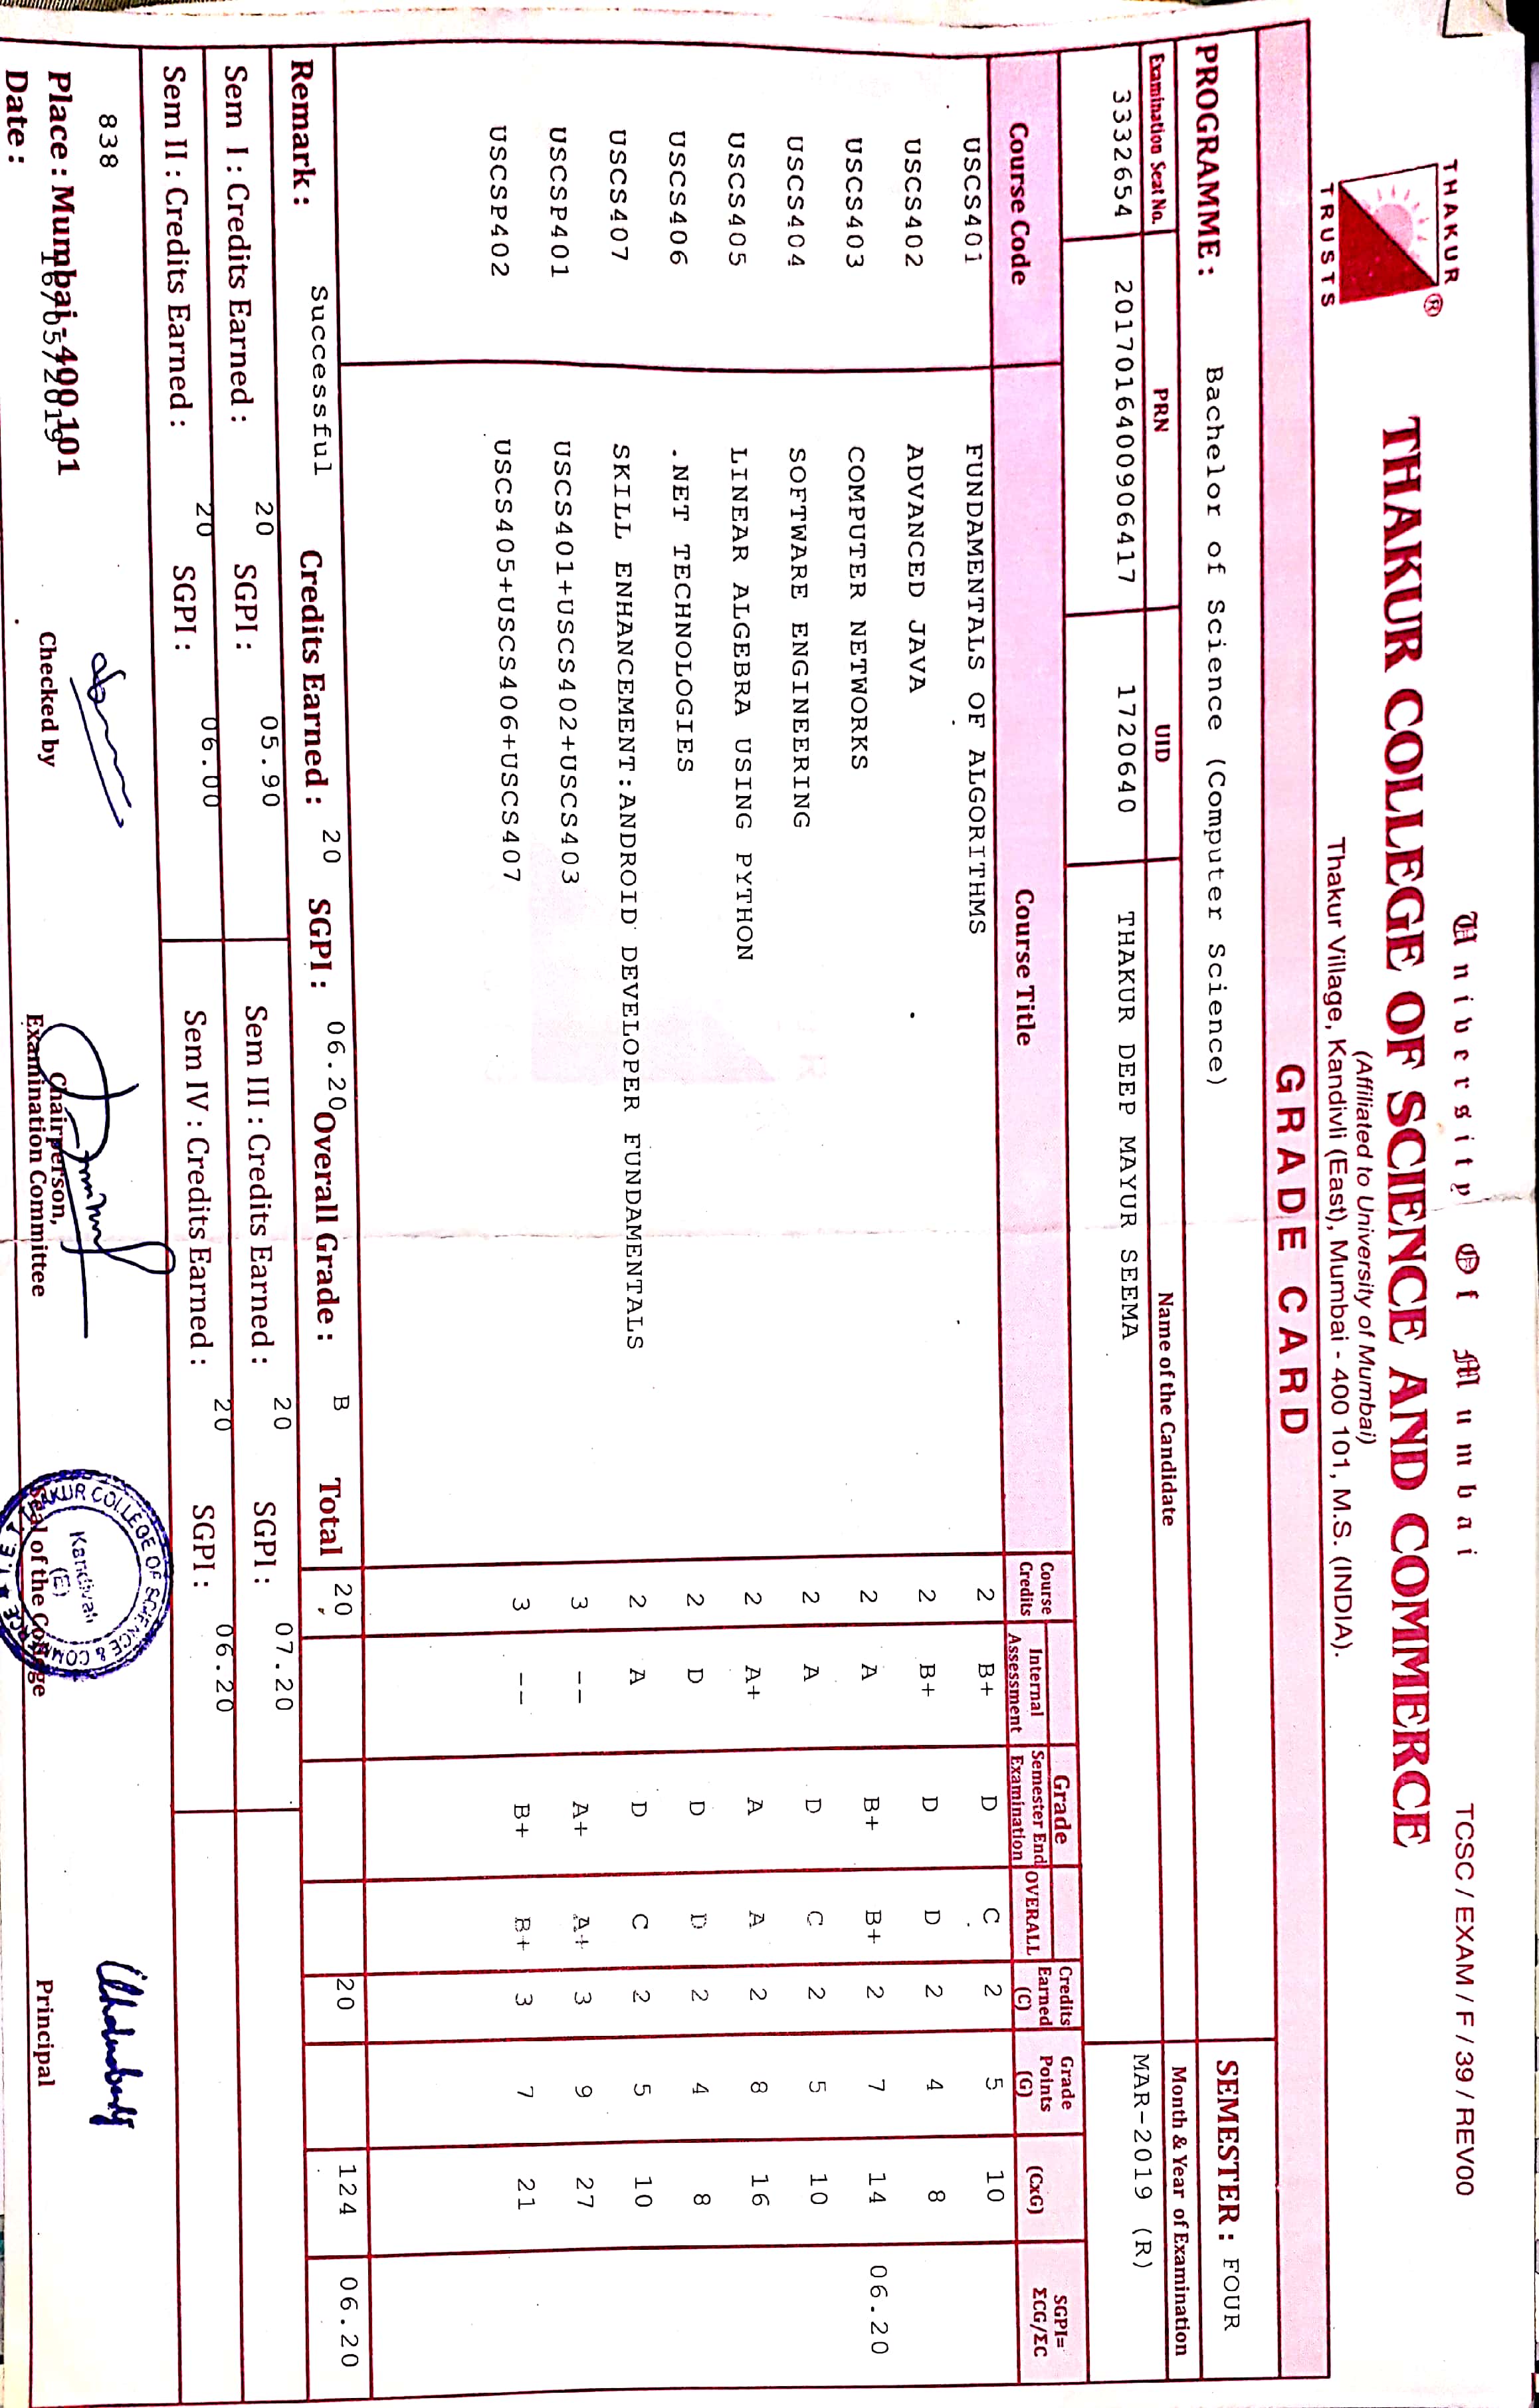 University Of Mumbai
TCSC / EXAM / F / 39 / REV00
THAKUR
TRUSTS
®
THAKUR COLLEGE OF SCIENCE AND COMMERCE
(Affiliated to University of Mumbai)
Thakur Village, Kandivli (East), Mumbai - 400 101, M.S. (INDIA).
GRADE CARD
PROGRAMME : Bachelor of Science (Computer Science) SEMESTER : FOUR
Examination Seat No. PRN UID Name of the Candidate Month & Year of Examination
3332654 2017016400906417 1720640 THAKUR DEEP MAYUR SEEMA MAR-2019 (R)
Course Code Course Title Course Credits Grade Internal Assessment Semester End Examination OVERALL Credits Earned (C) Grade Points (G) (CxG) SGPI= ΣCG/ΣC
USCS401 FUNDAMENTALS OF ALGORITHMS 2 B+ D C 2 5 10
USCS402 ADVANCED JAVA 2 B+ D D 2 4 8
USCS403 COMPUTER NETWORKS 2 A B+ B+ 2 7 14 06.20
USCS404 SOFTWARE ENGINEERING 2 A D C 2 5 10
USCS405 LINEAR ALGEBRA USING PYTHON 2 A+ A A 2 8 16
USCS406 .NET TECHNOLOGIES 2 D D D 2 4 8
USCS407 SKILL ENHANCEMENT:ANDROID DEVELOPER FUNDAMENTALS 2 A D C 2 5 10
USCSP401 USCS401+USCS402+USCS403 3 -- A+ A+ 3 9 27
USCSP402 USCS405+USCS406+USCS407 3 -- B+ B+ 3 7 21
Remark : Successful Credits Earned : 20 SGPI : 06.20 Overall Grade : B Total 20 20 124 06.20
Sem I : Credits Earned : 20 SGPI : 05.90 Sem III : Credits Earned : 20 SGPI : 07.20
Sem II : Credits Earned : 20 SGPI : 06.00 Sem IV : Credits Earned : 20 SGPI : 06.20
838
Place : Mumbai - 400 101
16/05/2019
Date :
Checked by
Chairperson,
Examination Committee
Seal of the College
Principal
THAKUR COLLEGE OF SCIENCE & COMMERCE
Kandivali
(E)